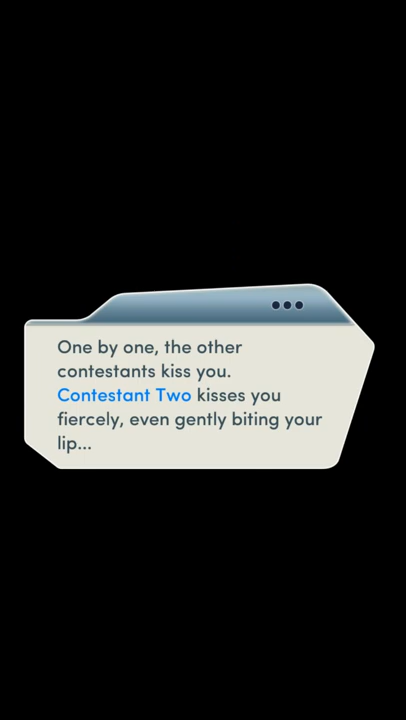 One by one, the other
contestants kiss you.
Contestant Two kisses you
fiercely, even gently biting your
lip...